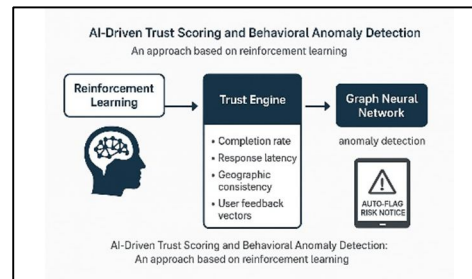 AI-Driven Trust Scoring and Behavioral Anomaly Detection
An approach based on reinforcement learning
Reinforcement
Learning
Trust Engine
• Completion rate
• Response latency
• Geographic
consistency
• User feedback
vectors
Graph Neural
Network
anomaly detection
AUTO-FLAG
RISK NOTICE
AI-Driven Trust Scoring and Behavioral Anomaly Detection:
An approach based on reinforcement learning